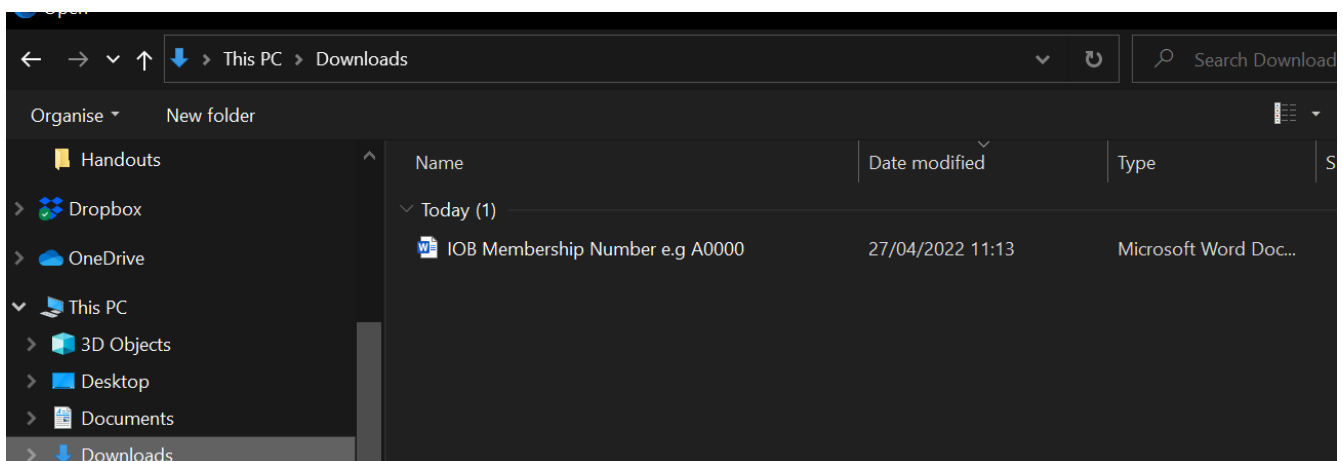 Open
This PC > Downloads
Search Download
Organise
New folder
Handouts
Name
Date modified
Type
S
Dropbox
Today (1)
IOB Membership Number e.g A0000
27/04/2022 11:13
Microsoft Word Doc...
OneDrive
This PC
3D Objects
Desktop
Documents
Downloads